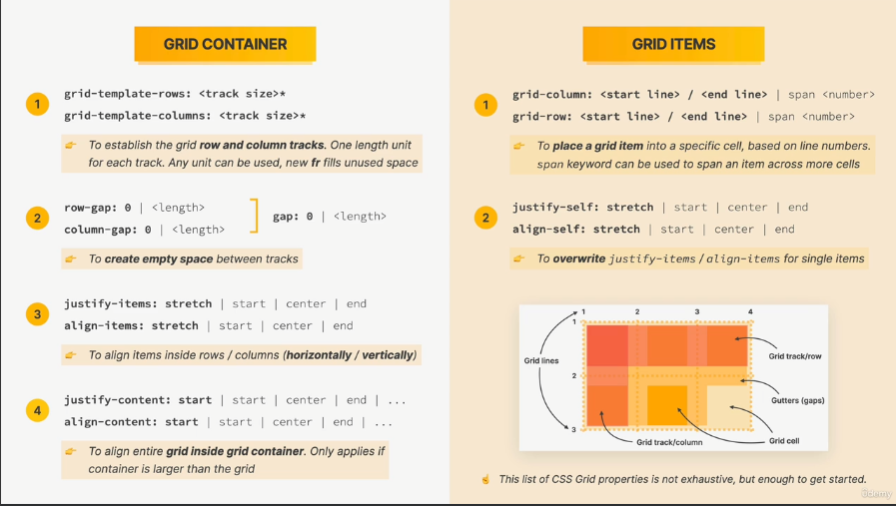 GRID CONTAINER
1
grid-template-rows: <track size>*
grid-template-columns: <track size>*
To establish the grid row and column tracks. One length unit
for each track. Any unit can be used, new fr fills unused space
2
row-gap: 0 | <length>
column-gap: 0 | <length>
gap: 0 | <length>
To create empty space between tracks
3
justify-items: stretch | start | center | end
align-items: stretch | start | center | end
To align items inside rows / columns (horizontally / vertically)
4
justify-content: start | start | center | end | ...
align-content: start | start | center | end | ...
To align entire grid inside grid container. Only applies if
container is larger than the grid
GRID ITEMS
1
grid-column: <start line> / <end line> | span <number>
grid-row: <start line> / <end line> | span <number>
To place a grid item into a specific cell, based on line numbers.
span keyword can be used to span an item across more cells
2
justify-self: stretch | start | center | end
align-self: stretch | start | center | end
To overwrite justify-items / align-items for single items
1 2 3 4
1
Grid track/row
Grid lines
2
Gutters (gaps)
3
Grid track/column
Grid cell
This list of CSS Grid properties is not exhaustive, but enough to get started.
ûdemy